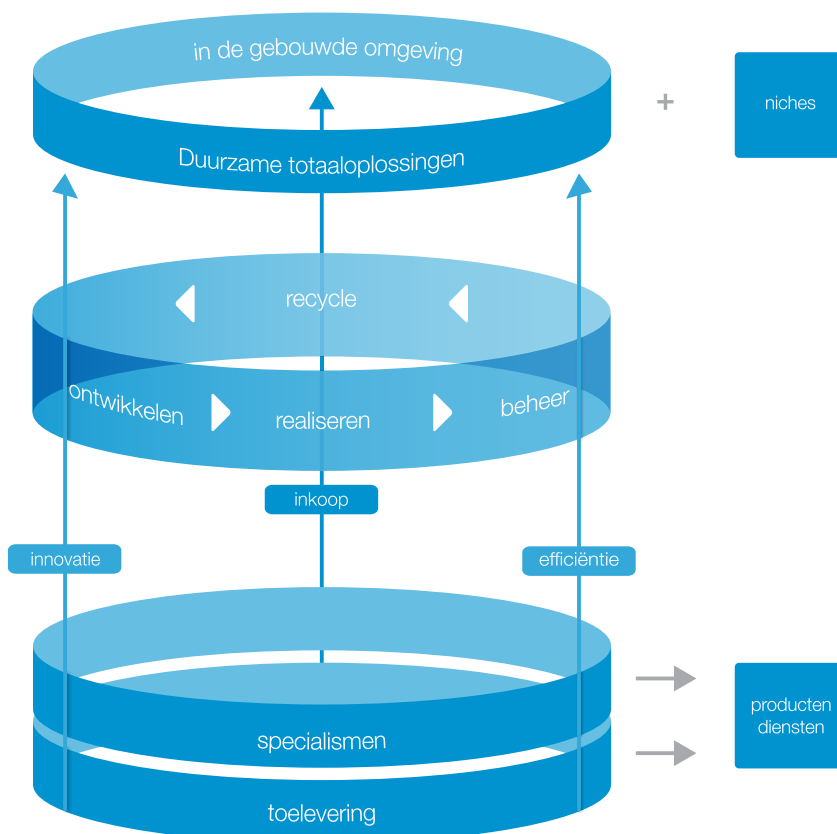 in de gebouwde omgeving
+
niches
Duurzame totaaloplossingen
recycle
ontwikkelen
realiseren
beheer
inkoop
innovatie
efficiëntie
specialismen
producten
diensten
toelevering